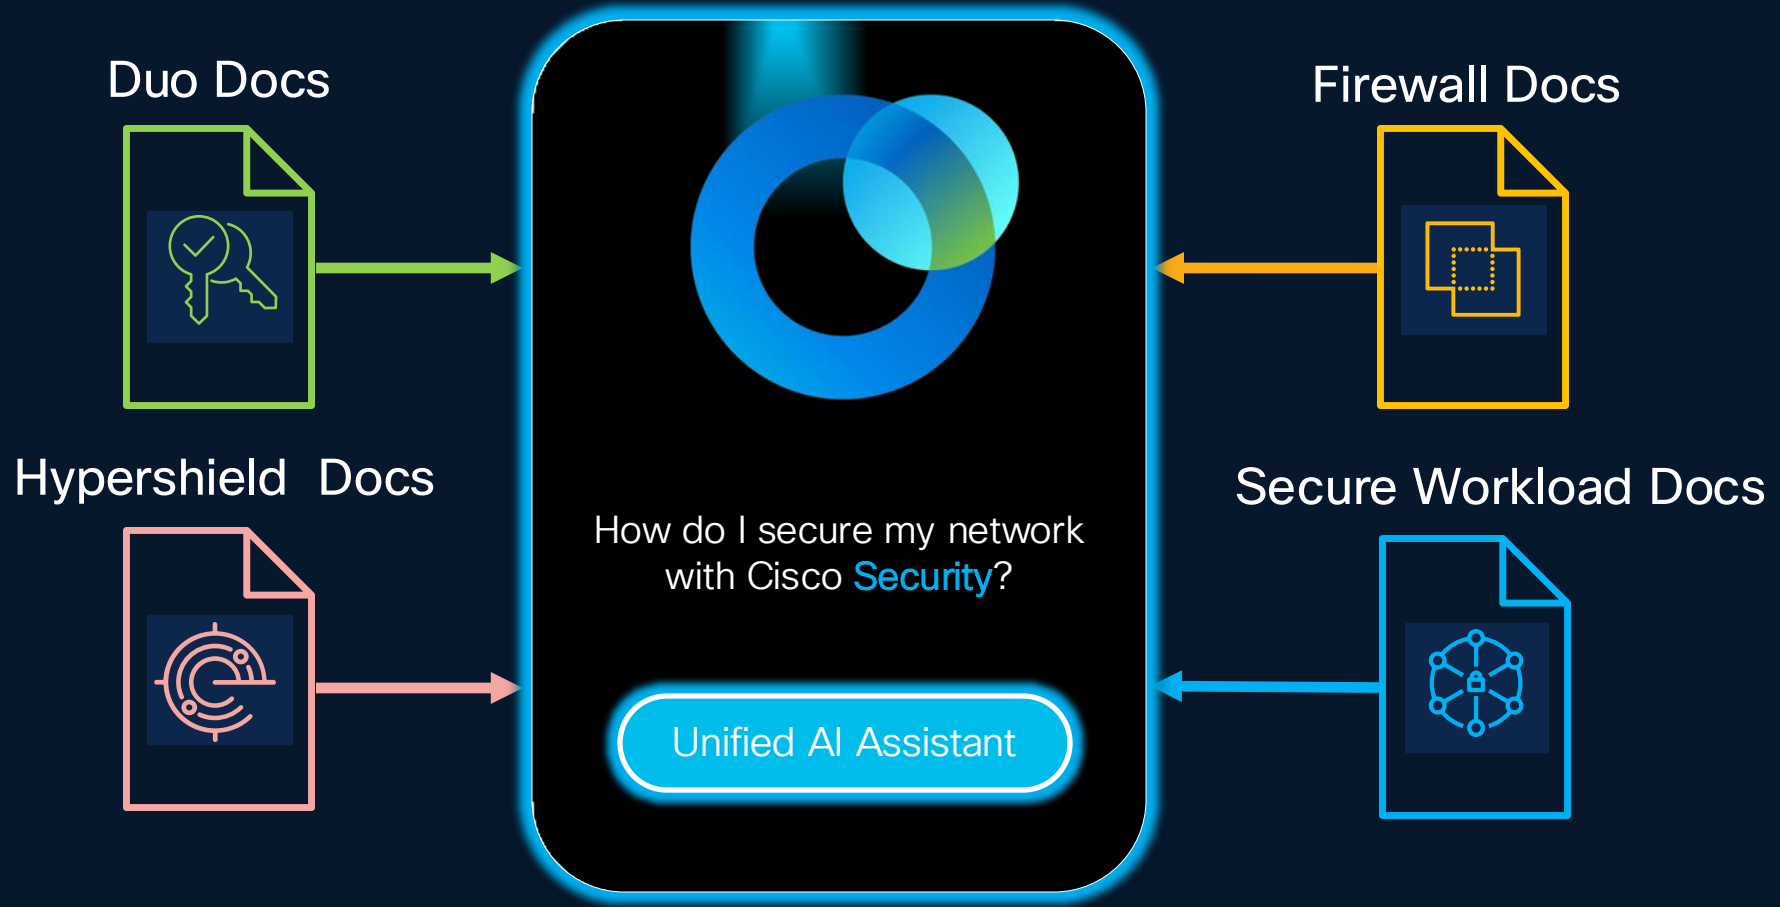 Duo Docs
Firewall Docs
Hypershield Docs
Secure Workload Docs
How do I secure my network
with Cisco Security?
Unified AI Assistant